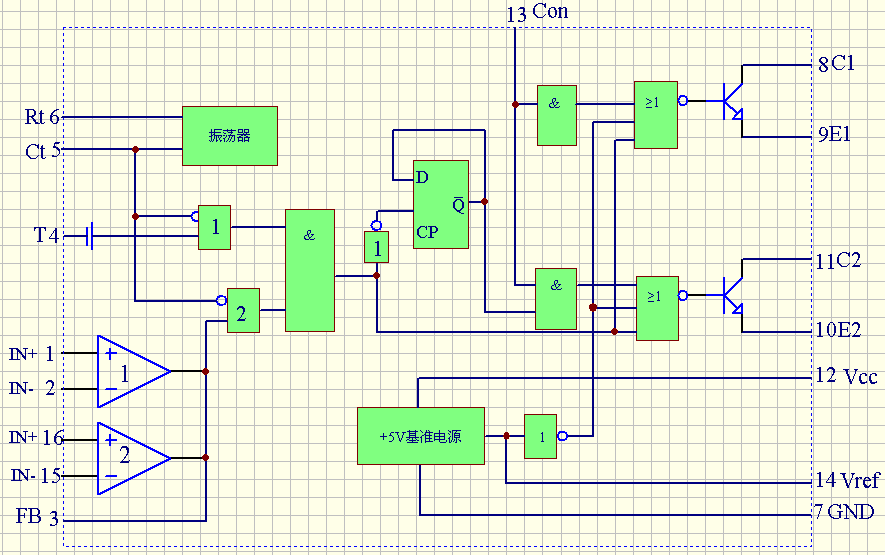 13 Con
8 C1
9 E1
Rt 6
Ct 5
振荡器
&
≥1
D
Q̅
CP
T 4
1
&
1
2
&
≥1
11 C2
10 E2
IN+ 1
IN- 2
+
−
1
12 Vcc
IN+ 16
IN- 15
+
−
2
+5V基准电源
1
14 Vref
FB 3
7 GND